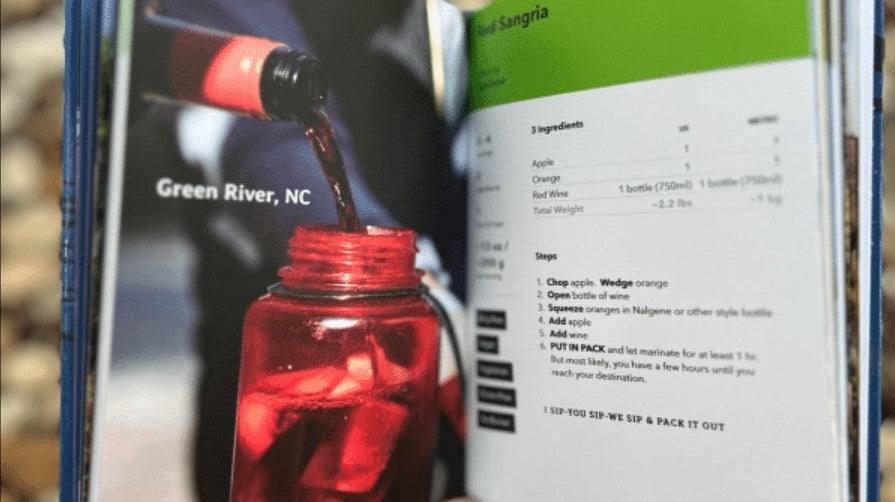 Green River, NC
Red Sangria
3 Ingredients US METRIC
Apple 1 1
Orange 1 1
Red Wine 1 bottle (750ml) 1 bottle (750ml)
Total Weight ~2.2 lbs ~1 kg
Steps
1. Chop apple. Wedge orange
2. Open bottle of wine
3. Squeeze oranges in Nalgene or other style bottle
4. Add apple
5. Add wine
6. PUT IN PACK and let marinate for at least 1 hr.
But most likely, you have a few hours until you
reach your destination.
1 SIP-YOU SIP-WE SIP & PACK IT OUT